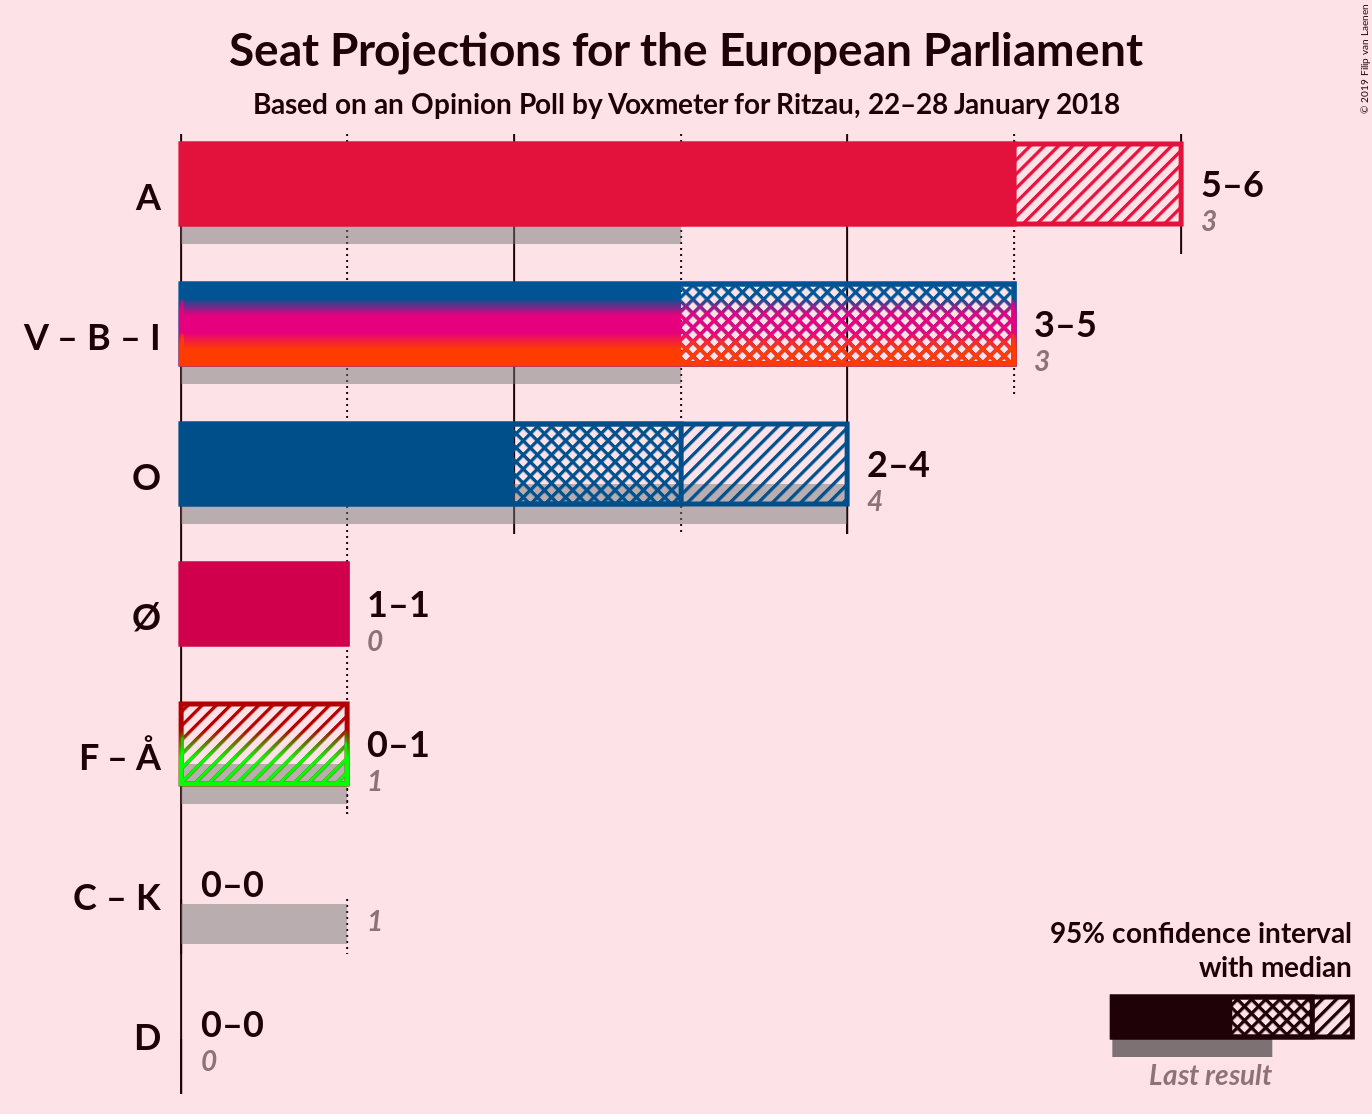 Seat Projections for the European Parliament
Based on an Opinion Poll by Voxmeter for Ritzau, 22–28 January 2018
© 2019 Filip van Laenen
A
5–6
3
V – B – I
3–5
3
O
2–4
4
Ø
1–1
0
F – Å
0–1
1
C – K
0–0
1
D
0–0
0
95% confidence interval
with median
Last result